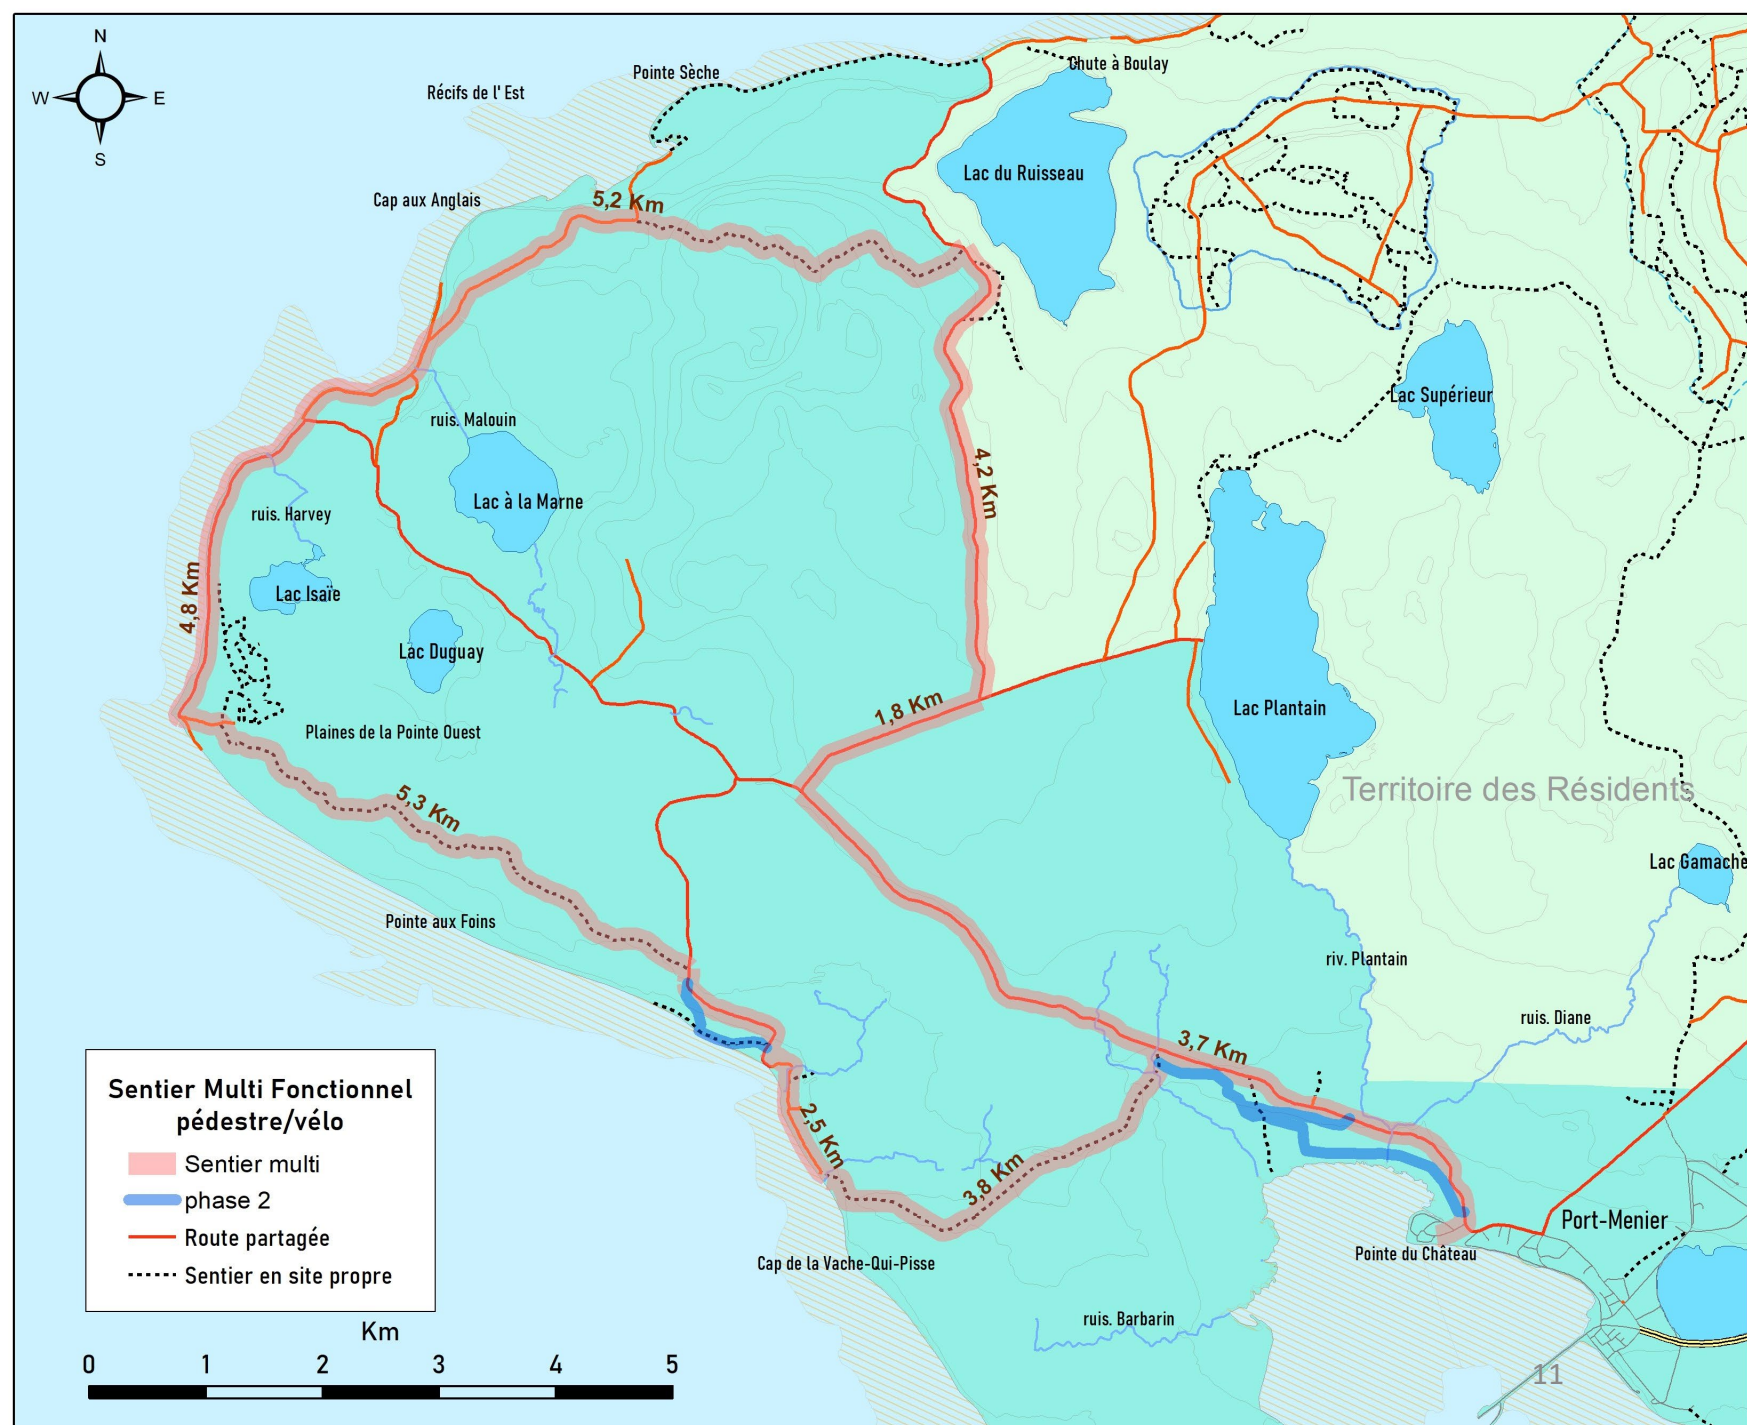 N
W
E
S
Récifs de l' Est
Pointe Sèche
Chute à Boulay
Lac du Ruisseau
Cap aux Anglais
5,2 Km
ruis. Malouin
Lac Supérieur
4,2 Km
Lac à la Marne
ruis. Harvey
4,8 Km
Lac Isaïe
Lac Duguay
1,8 Km
Lac Plantain
Plaines de la Pointe Ouest
Territoire des Résidents
5,3 Km
Lac Gamache
Pointe aux Foins
riv. Plantain
ruis. Diane
3,7 Km
2,5 Km
3,8 Km
Port-Menier
Pointe du Château
Cap de la Vache-Qui-Pisse
ruis. Barbarin
11
Sentier Multi Fonctionnel
pédestre/vélo
Sentier multi
phase 2
Route partagée
Sentier en site propre
Km
0 1 2 3 4 5